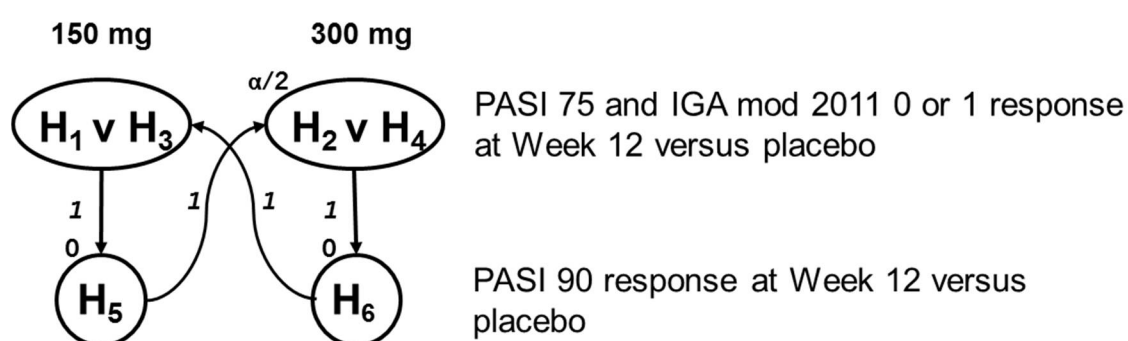 150 mg
300 mg
α/2
H1 v H3
H2 v H4
PASI 75 and IGA mod 2011 0 or 1 response
at Week 12 versus placebo
1
1
1
1
0
0
H5
H6
PASI 90 response at Week 12 versus
placebo